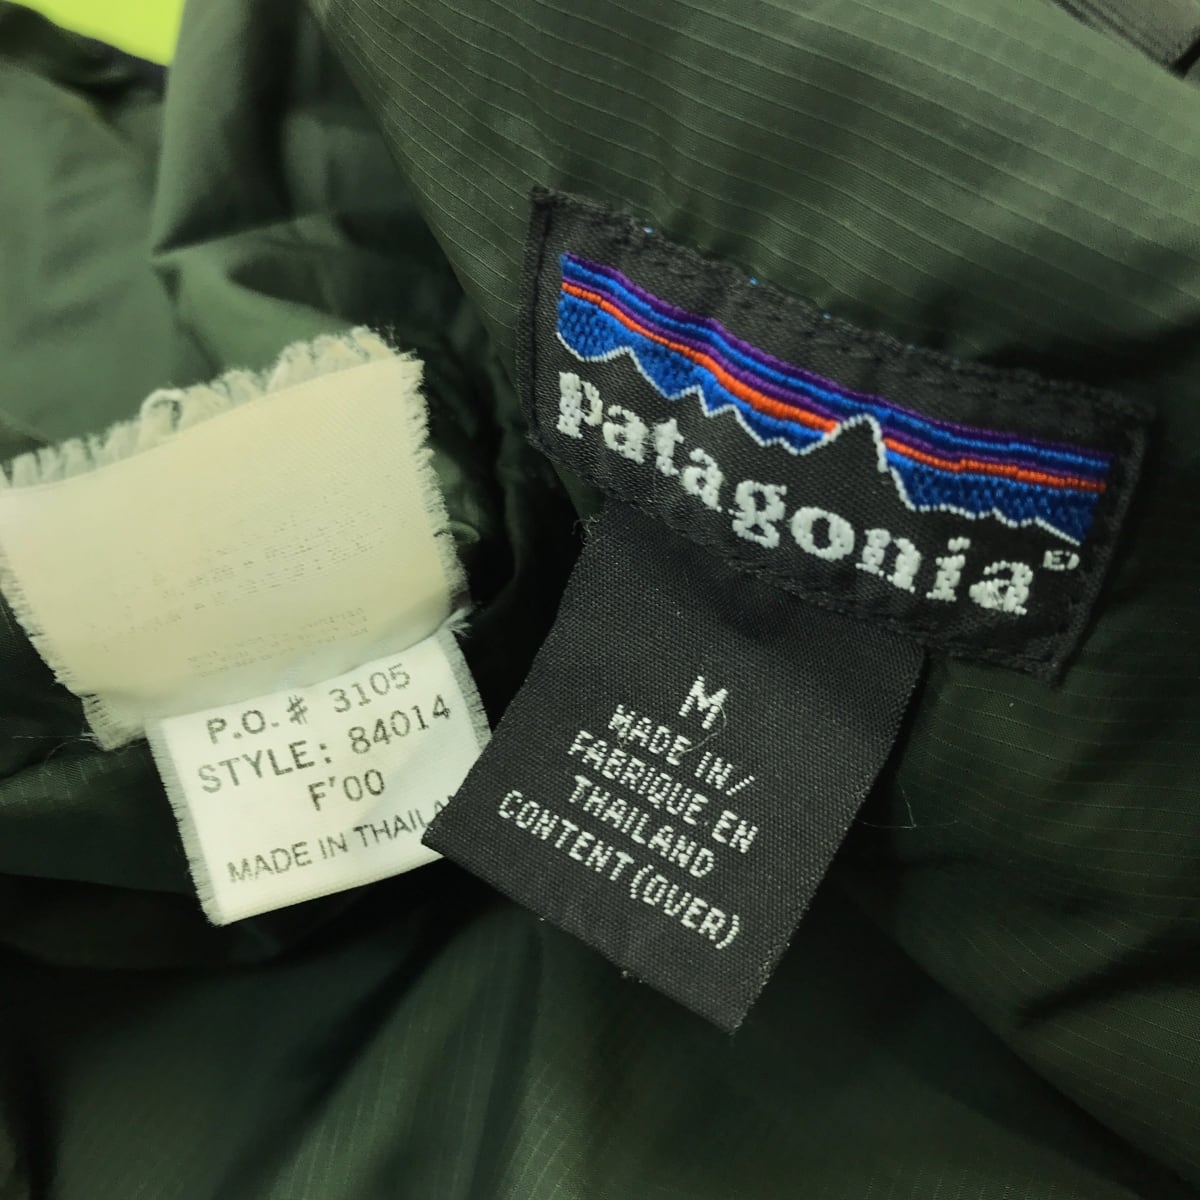 patagonia
M
MADE IN/
FABRIQUE EN
THAILAND
CONTENT (OVER)
P.O.# 3105
STYLE: 84014
F'00
MADE IN THAILA